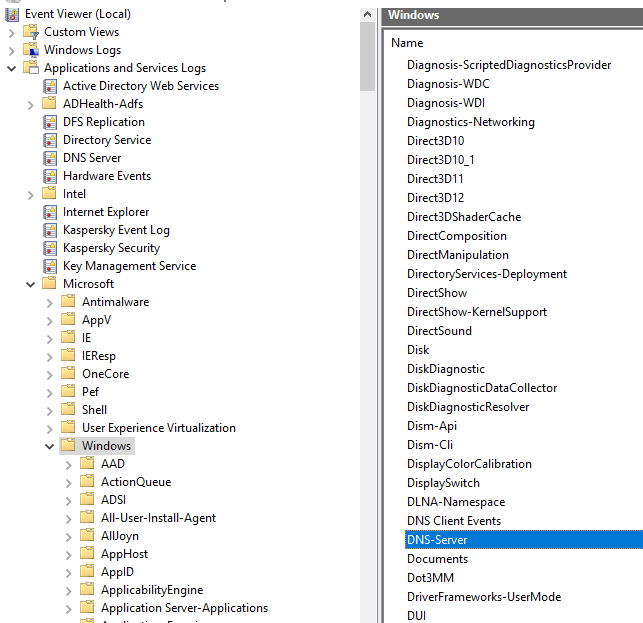 Event Viewer (Local)
Custom Views
Windows Logs
Applications and Services Logs
Active Directory Web Services
ADHealth-Adfs
DFS Replication
Directory Service
DNS Server
Hardware Events
Intel
Internet Explorer
Kaspersky Event Log
Kaspersky Security
Key Management Service
Microsoft
Antimalware
AppV
IE
IEResp
OneCore
Pef
Shell
User Experience Virtualization
Windows
AAD
ActionQueue
ADSI
All-User-Install-Agent
AllJoyn
AppHost
AppID
ApplicabilityEngine
Application Server-Applications
Windows
Name
Diagnosis-ScriptedDiagnosticsProvider
Diagnosis-WDC
Diagnosis-WDI
Diagnostics-Networking
Direct3D10
Direct3D10_1
Direct3D11
Direct3D12
Direct3DShaderCache
DirectComposition
DirectManipulation
DirectoryServices-Deployment
DirectShow
DirectShow-KernelSupport
DirectSound
Disk
DiskDiagnostic
DiskDiagnosticDataCollector
DiskDiagnosticResolver
Dism-Api
Dism-Cli
DisplayColorCalibration
DisplaySwitch
DLNA-Namespace
DNS Client Events
DNS-Server
Documents
Dot3MM
DriverFrameworks-UserMode
DUI